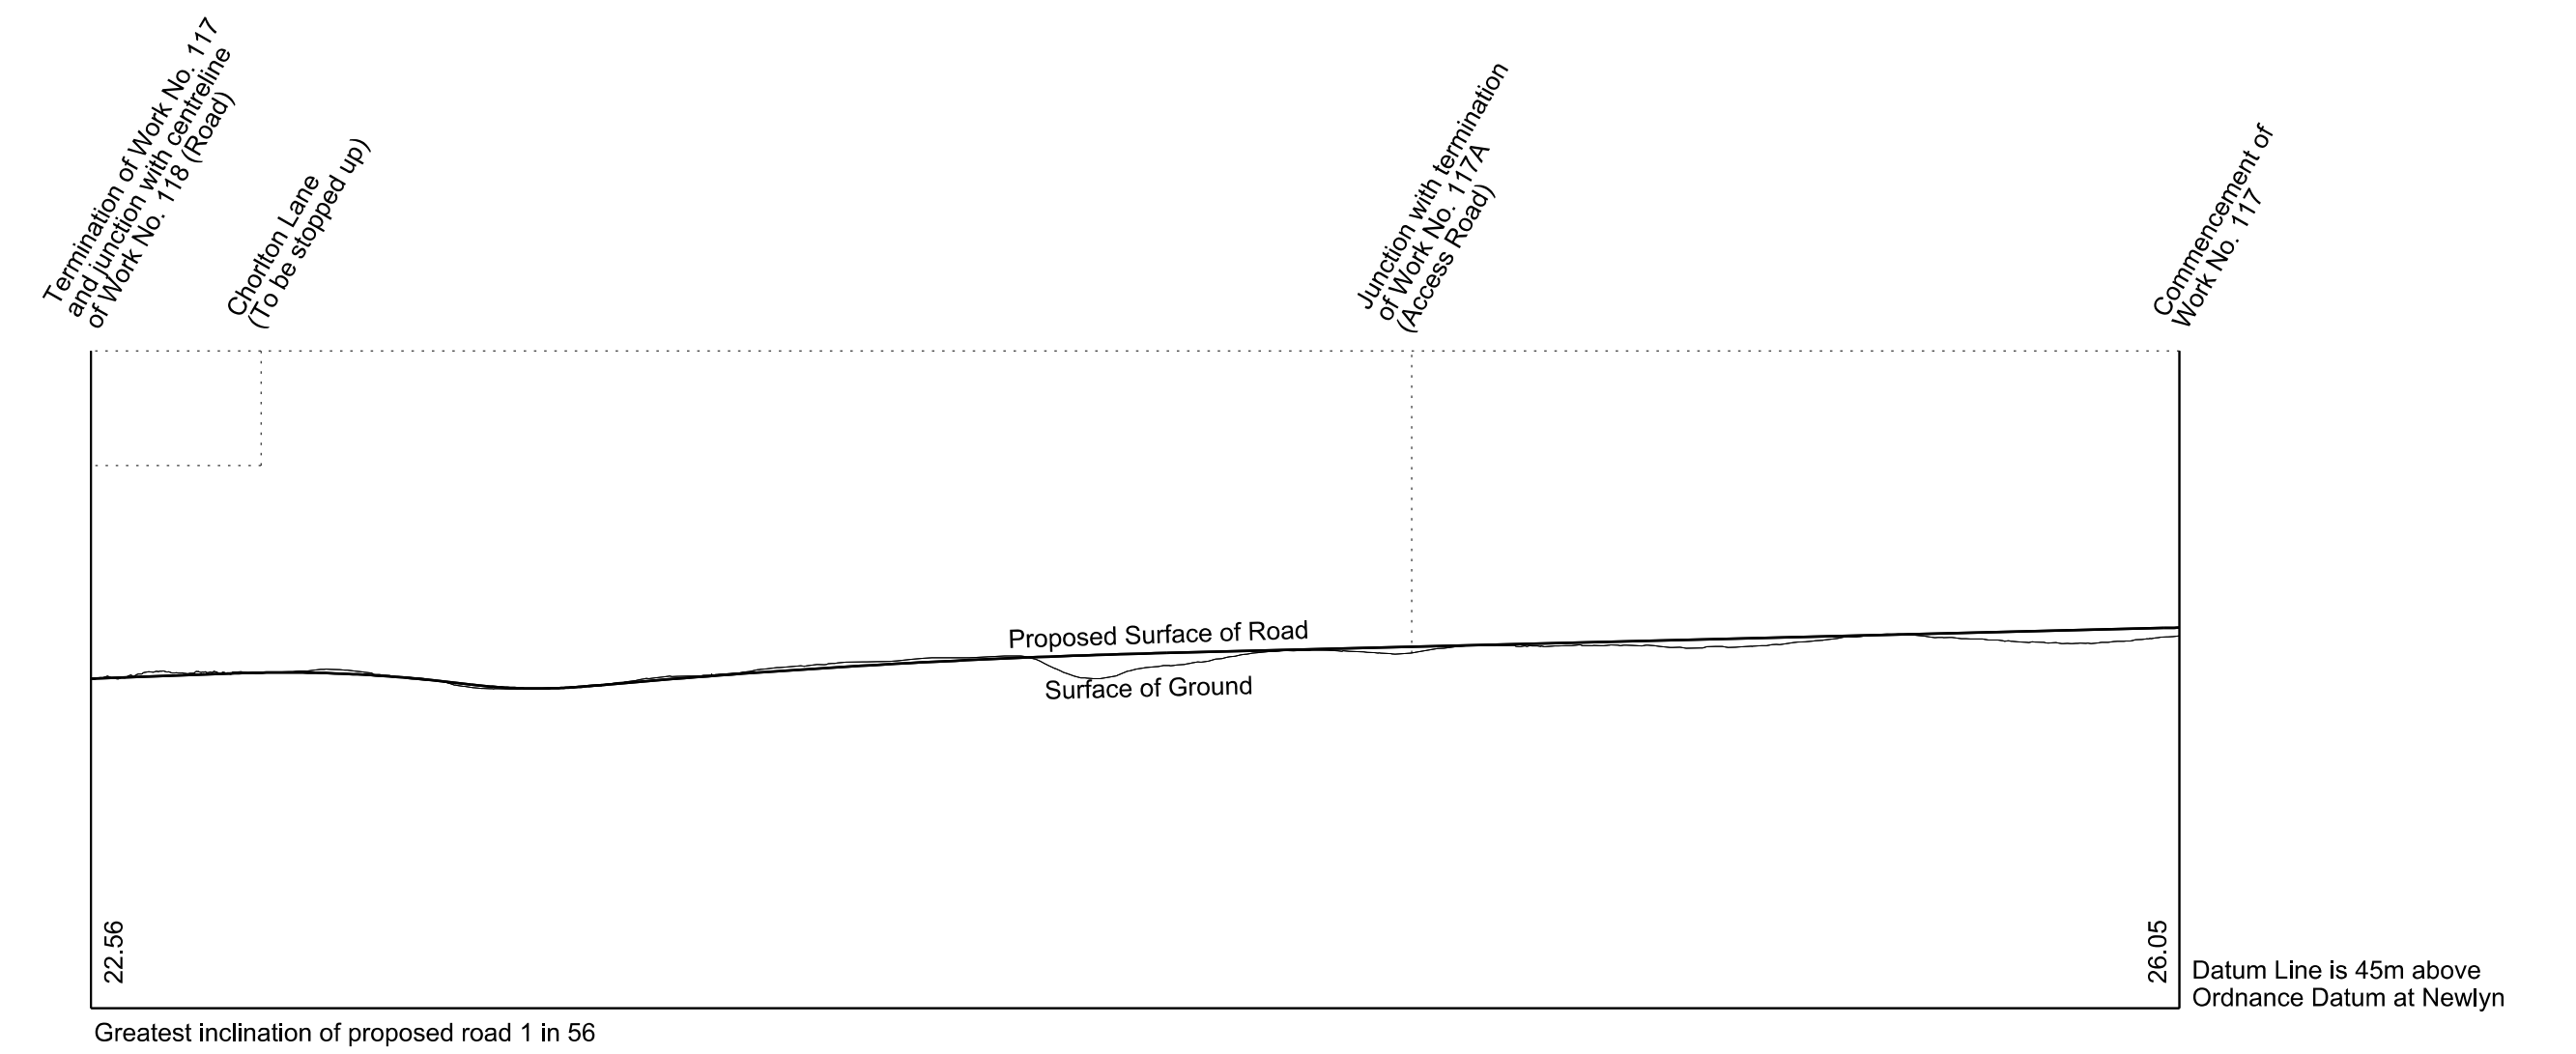 Termination of Work No. 117
and junction with centreline
of Work No. 118 (Road)
Chorlton Lane
(To be stopped up)
Junction with termination
of Work No. 117A
(Access Road)
Commencement of
Work No. 117
Proposed Surface of Road
Surface of Ground
22.56
26.05
Datum Line is 45m above
Ordnance Datum at Newlyn
Greatest inclination of proposed road 1 in 56